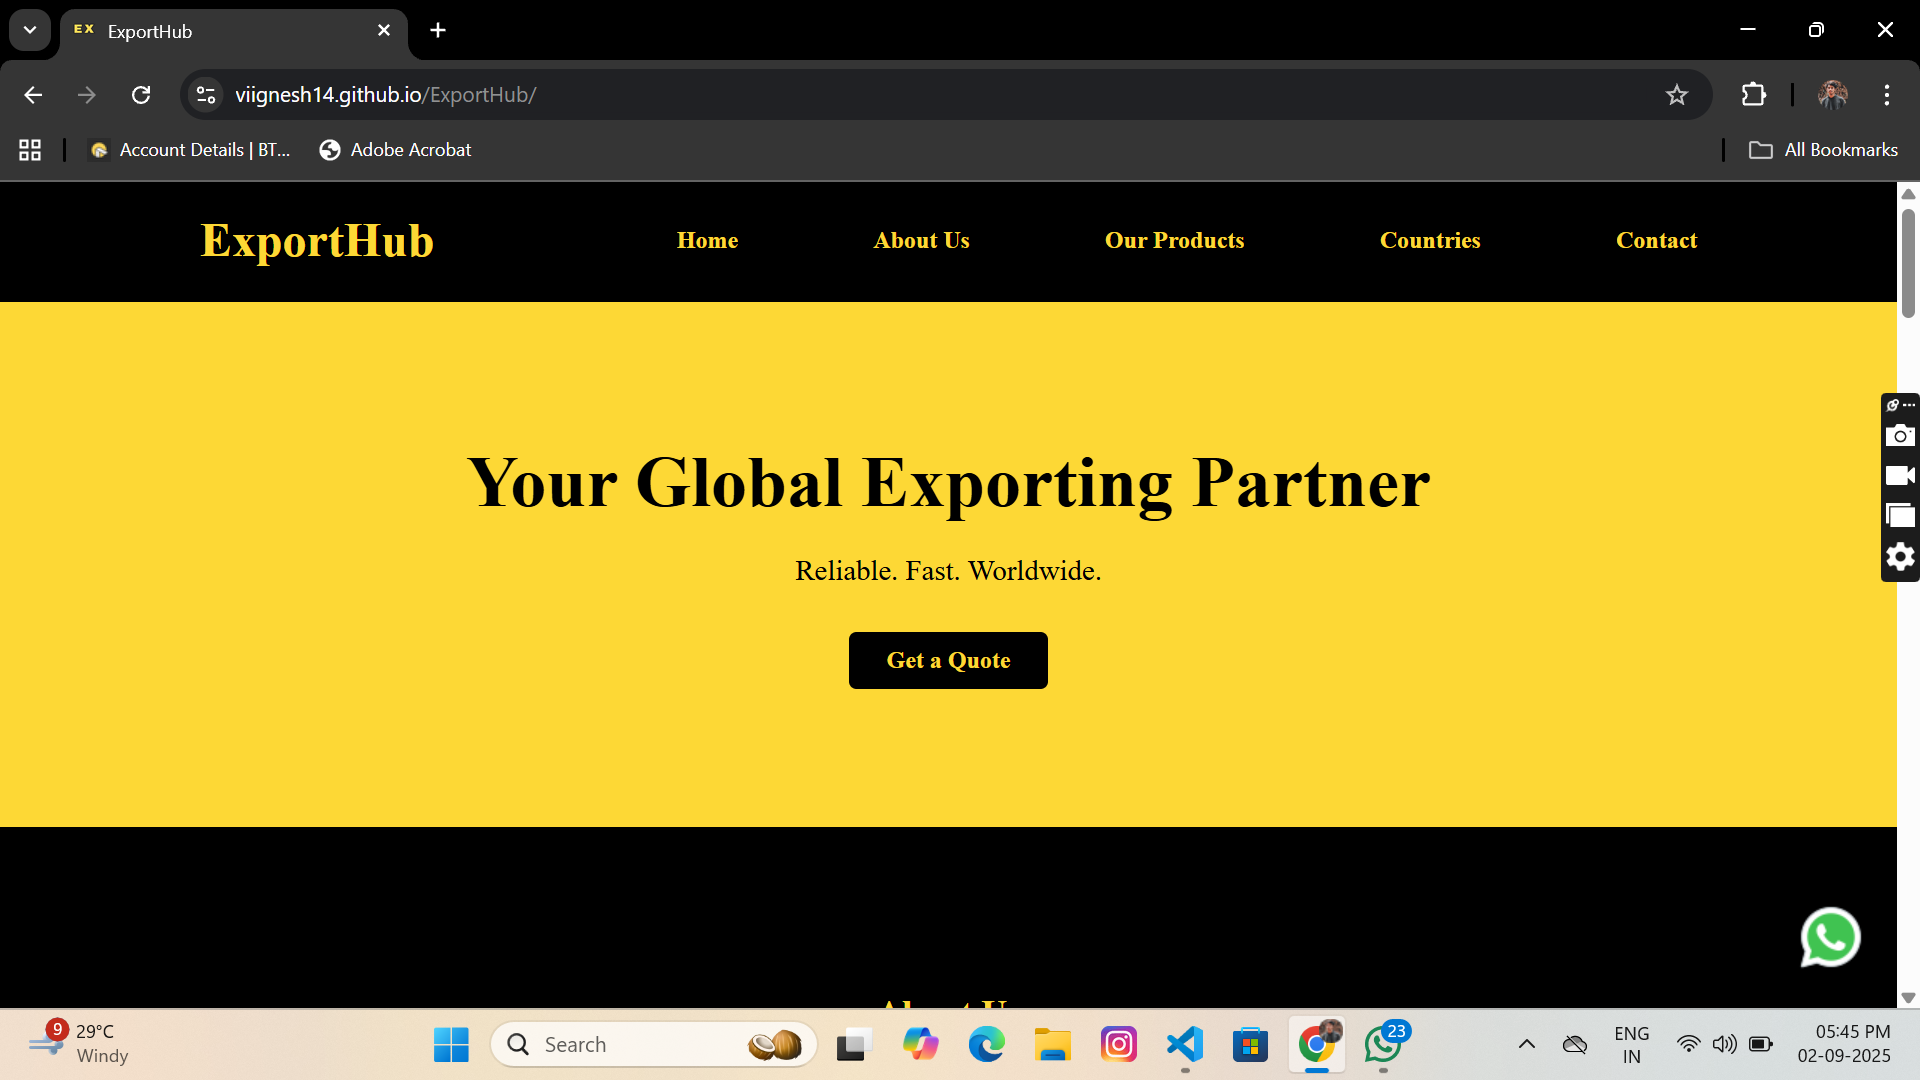 EX ExportHub
viignesh14.github.io/ExportHub/
Account Details | BT...
Adobe Acrobat
All Bookmarks
ExportHub
Home
About Us
Our Products
Countries
Contact
Your Global Exporting Partner
Reliable. Fast. Worldwide.
Get a Quote
About U
9
29°C
Windy
Search
23
ENG
IN
05:45 PM
02-09-2025